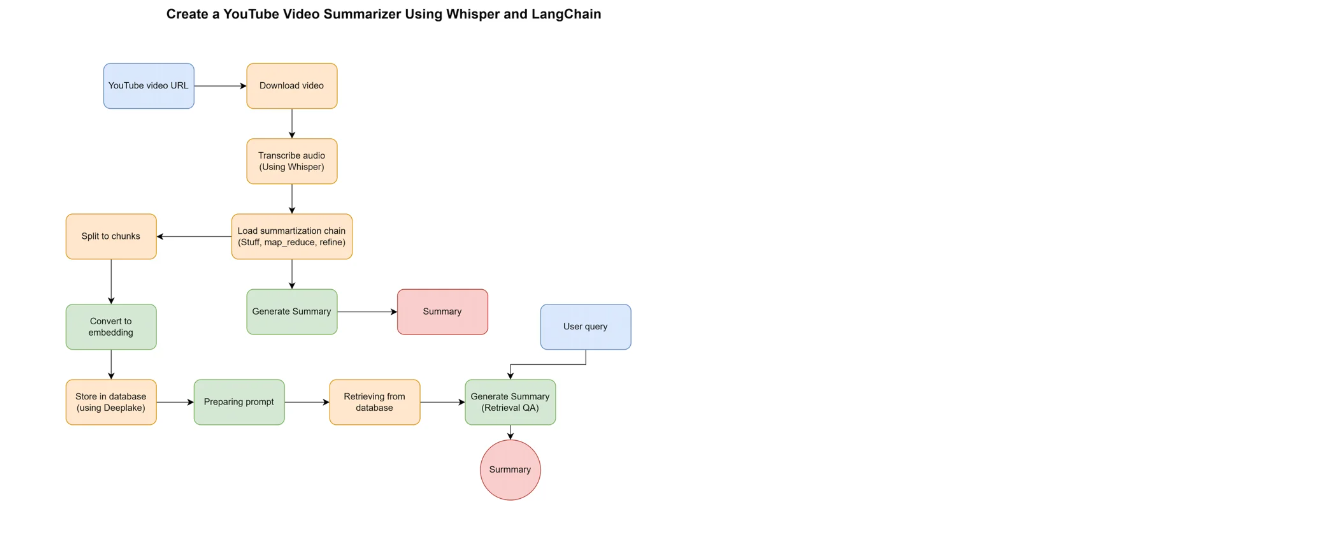 Create a YouTube Video Summarizer Using Whisper and LangChain
YouTube video URL
Download video
Transcribe audio
(Using Whisper)
Load summartization chain
(Stuff, map_reduce, refine)
Split to chunks
Generate Summary
Summary
User query
Convert to
embedding
Store in database
(using Deeplake)
Preparing prompt
Retrieving from
database
Generate Summary
(Retrieval QA)
Surmmary